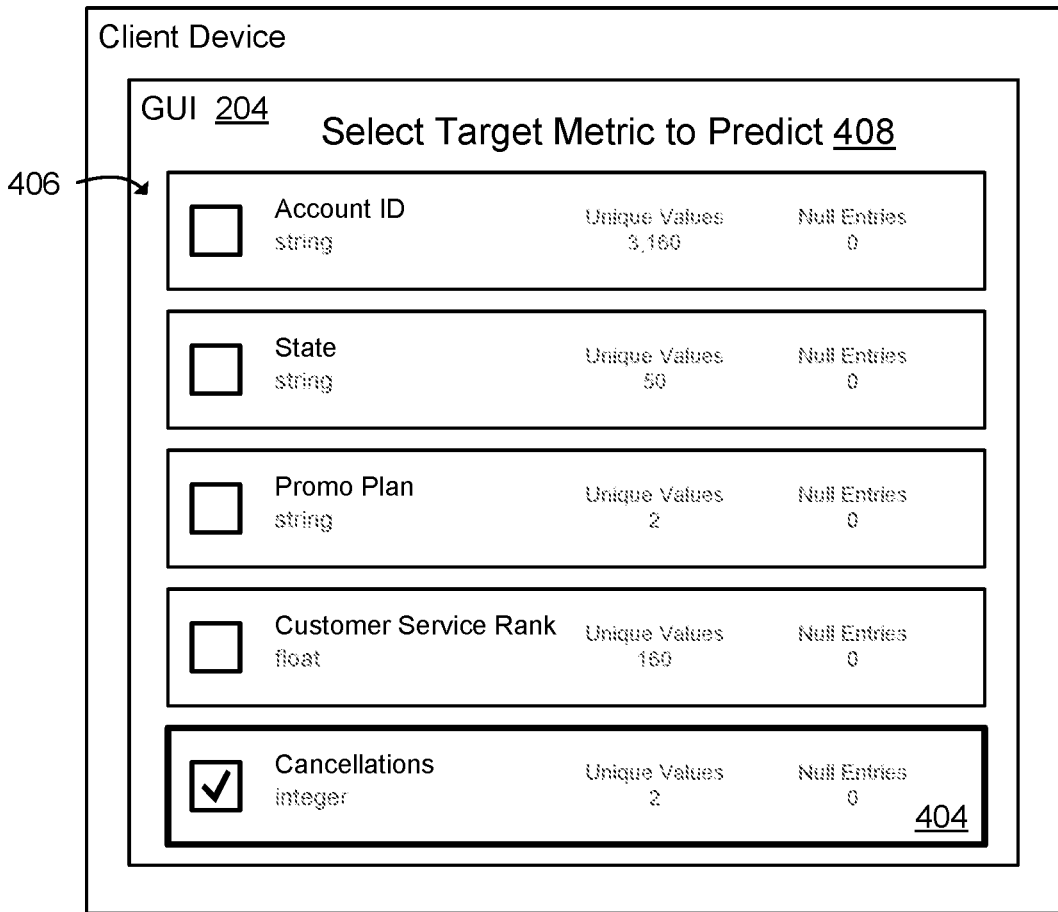 Client Device
GUI 204
Select Target Metric to Predict 408
406
Account ID
string
Unique Values
3,160
Null Entries
0
State
string
Unique Values
50
Null Entries
0
Promo Plan
string
Unique Values
2
Null Entries
0
Customer Service Rank
float
Unique Values
160
Null Entries
0
Cancellations
integer
Unique Values
2
Null Entries
0
404